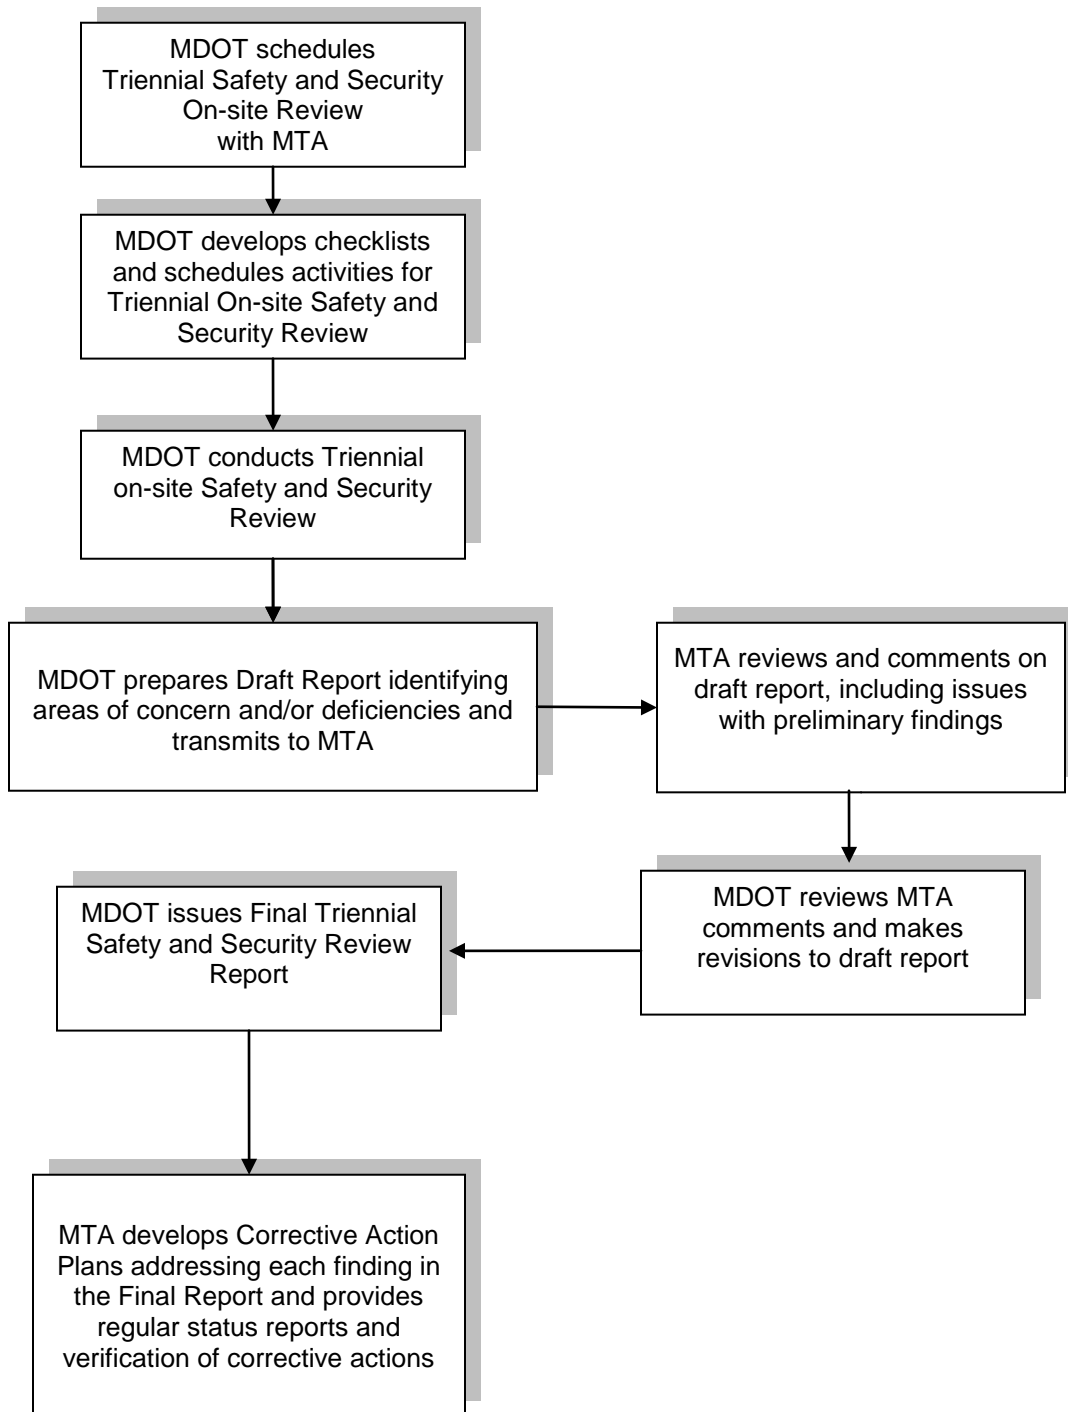 MDOT schedules
Triennial Safety and Security
On-site Review
with MTA
MDOT develops checklists
and schedules activities for
Triennial On-site Safety and
Security Review
MDOT conducts Triennial
on-site Safety and Security
Review
MDOT prepares Draft Report identifying
areas of concern and/or deficiencies and
transmits to MTA
MTA reviews and comments on
draft report, including issues
with preliminary findings
MDOT reviews MTA
comments and makes
revisions to draft report
MDOT issues Final Triennial
Safety and Security Review
Report
MTA develops Corrective Action
Plans addressing each finding in
the Final Report and provides
regular status reports and
verification of corrective actions